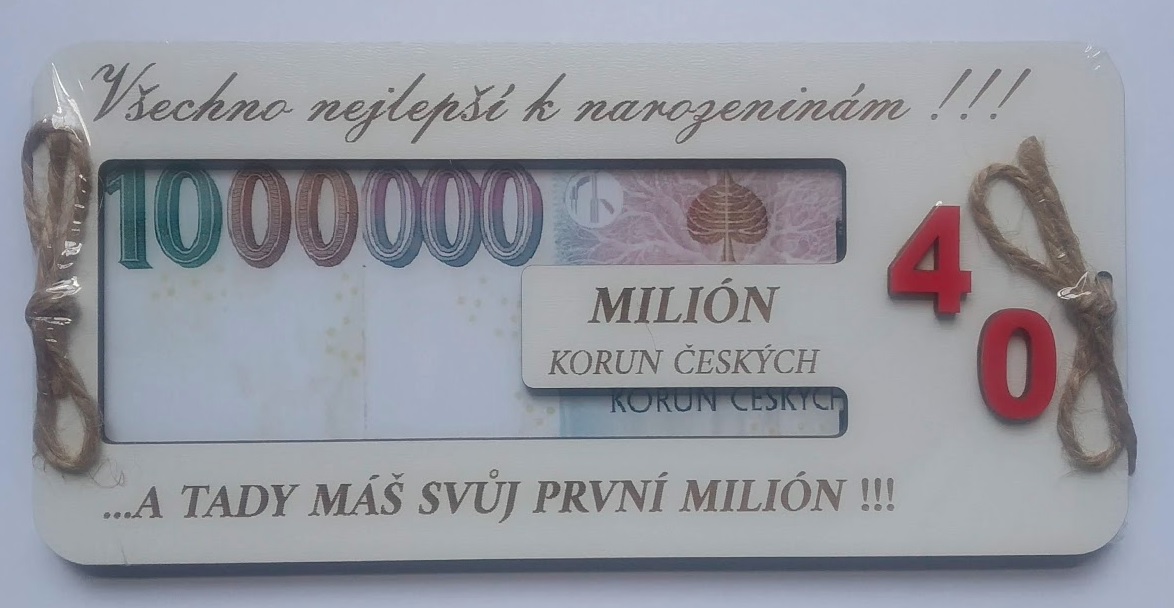 Všechno nejlepší k narozeninám !!!
1000000
MILIÓN
KORUN ČESKÝCH
KORUN ČESKÝCH
40
...A TADY MÁŠ SVŮJ PRVNÍ MILIÓN !!!